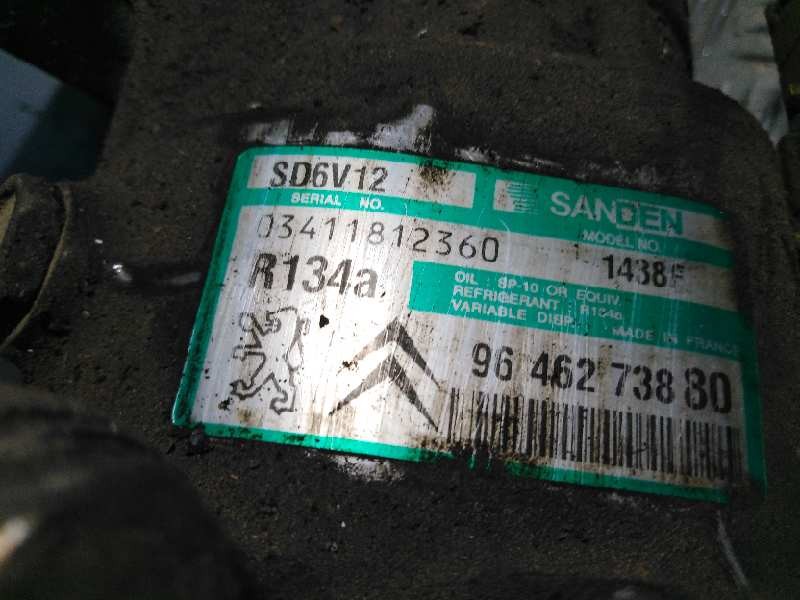 SD6V12
SERIAL NO.
03411812360
SANDEN
MODEL NO.
1438F
R134a
OIL : SP-10 OR EQUIV.
REFRIGERANT : R134a
VARIABLE DISP.
MADE IN FRANCE
96 462 738 80